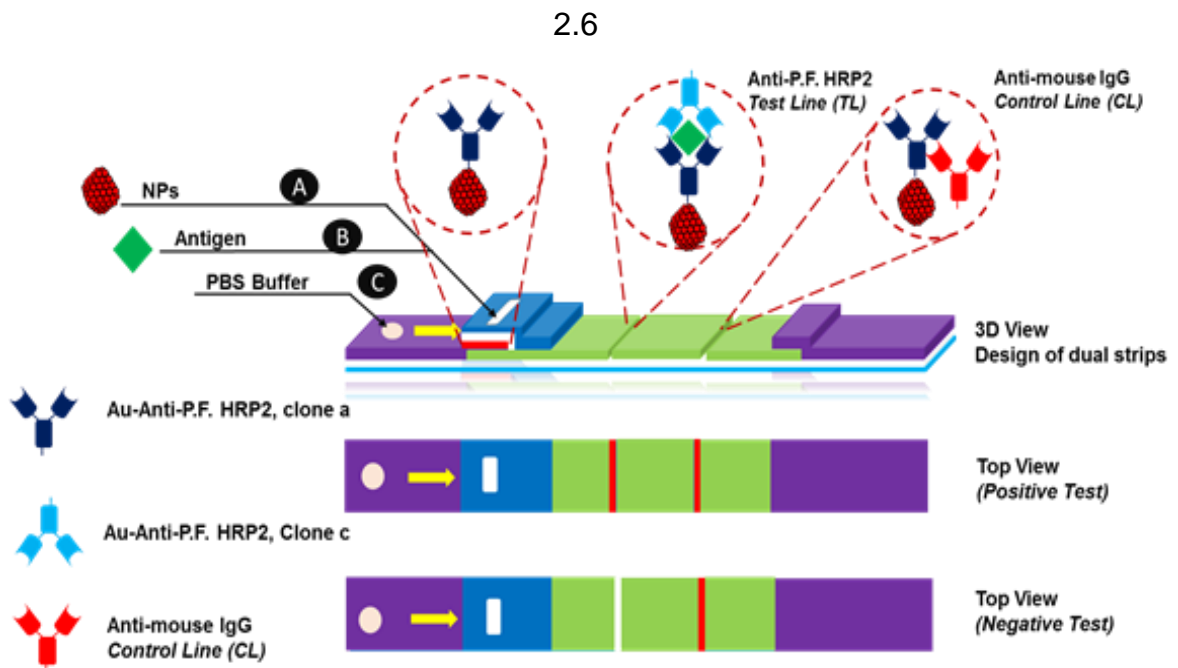 2.6
Anti-P.F. HRP2
Test Line (TL)
Anti-mouse IgG
Control Line (CL)
NPs
A
Antigen
B
PBS Buffer
C
3D View
Design of dual strips
Au-Anti-P.F. HRP2, clone a
Top View
(Positive Test)
Au-Anti-P.F. HRP2, Clone c
Top View
(Negative Test)
Anti-mouse IgG
Control Line (CL)